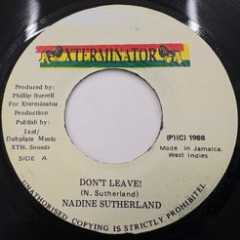 XTERMINATOR
Produced by:
Phillip Burrell
For Xterminator
Production
Publish by:
Dubplate Music
XTM. Sounds
SIDE A
(P)(C) 1998
Made in Jamaica.
West Indies
DON'T LEAVE!
(N. Sutherland)
NADINE SUTHERLAND
UNAUTHORISED COPYING IS STRICTLY PROHIBITED